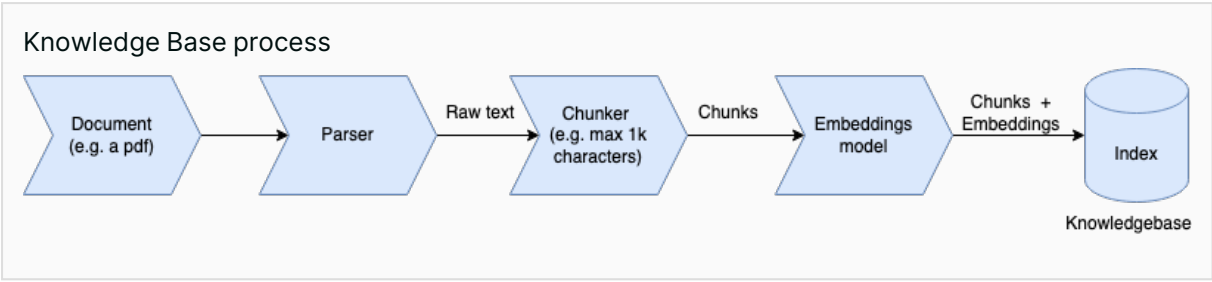 Knowledge Base process
Document
(e.g. a pdf)
Parser
Raw text
Chunker
(e.g. max 1k
characters)
Chunks
Embeddings
model
Chunks +
Embeddings
Index
Knowledgebase